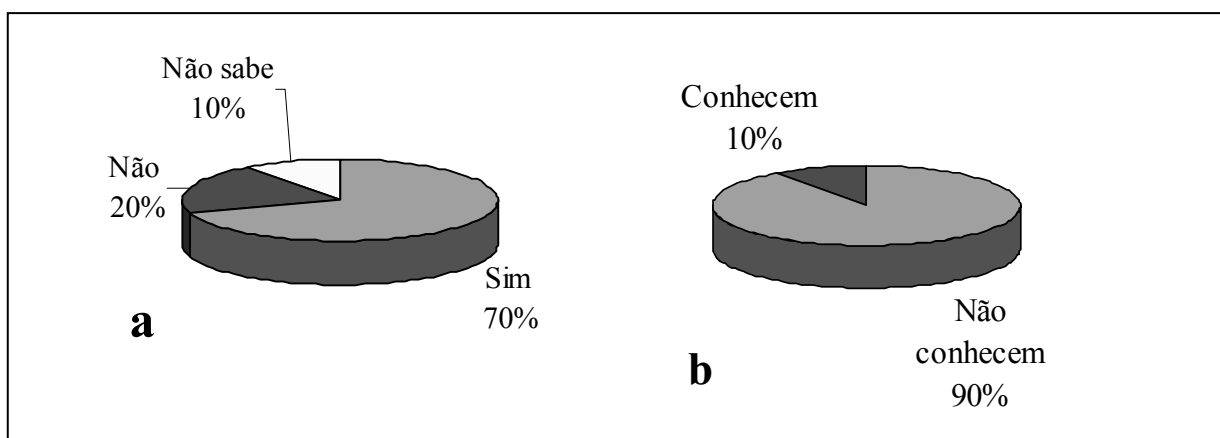 Não sabe
10%
Não
20%
Sim
70%
a
Conhecem
10%
Não
conhecem
90%
b